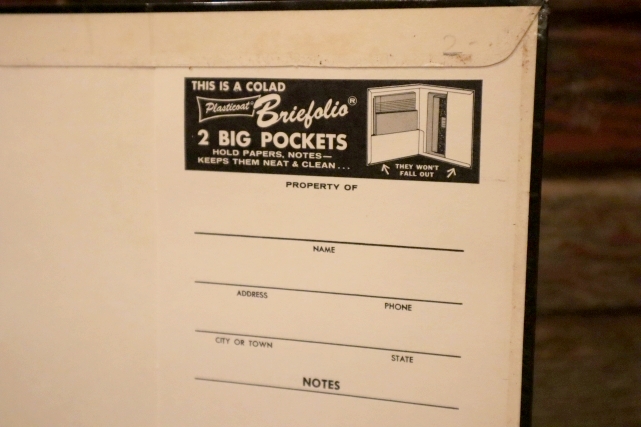 2
THIS IS A COLAD
Plasticoat Briefolio®
2 BIG POCKETS
HOLD PAPERS, NOTES—
KEEPS THEM NEAT & CLEAN...
THEY WON'T
FALL OUT
PROPERTY OF
NAME
ADDRESS PHONE
CITY OR TOWN STATE
NOTES